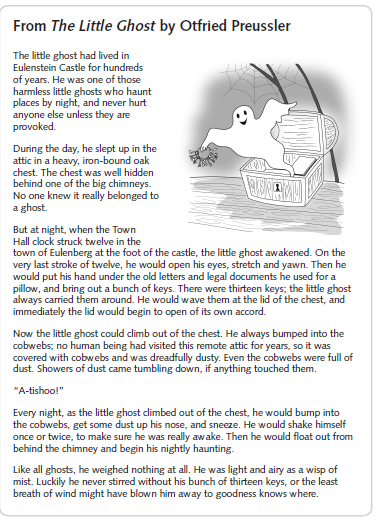 From The Little Ghost by Otfried Preussler
The little ghost had lived in
Eulenstein Castle for hundreds
of years. He was one of those
harmless little ghosts who haunt
places by night, and never hurt
anyone else unless they are
provoked.
During the day, he slept up in the
attic in a heavy, iron-bound oak
chest. The chest was well hidden
behind one of the big chimneys.
No one knew it really belonged to
a ghost.
But at night, when the Town
Hall clock struck twelve in the
town of Eulenberg at the foot of the castle, the little ghost awakened. On the
very last stroke of twelve, he would open his eyes, stretch and yawn. Then he
would put his hand under the old letters and legal documents he used for a
pillow, and bring out a bunch of keys. There were thirteen keys; the little ghost
always carried them around. He would wave them at the lid of the chest, and
immediately the lid would begin to open of its own accord.
Now the little ghost could climb out of the chest. He always bumped into the
cobwebs; no human being had visited this remote attic for years, so it was
covered with cobwebs and was dreadfully dusty. Even the cobwebs were full of
dust. Showers of dust came tumbling down, if anything touched them.
“A-tishoo!”
Every night, as the little ghost climbed out of the chest, he would bump into
the cobwebs, get some dust up his nose, and sneeze. He would shake himself
once or twice, to make sure he was really awake. Then he would float out from
behind the chimney and begin his nightly haunting.
Like all ghosts, he weighed nothing at all. He was light and airy as a wisp of
mist. Luckily he never stirred without his bunch of thirteen keys, or the least
breath of wind might have blown him away to goodness knows where.